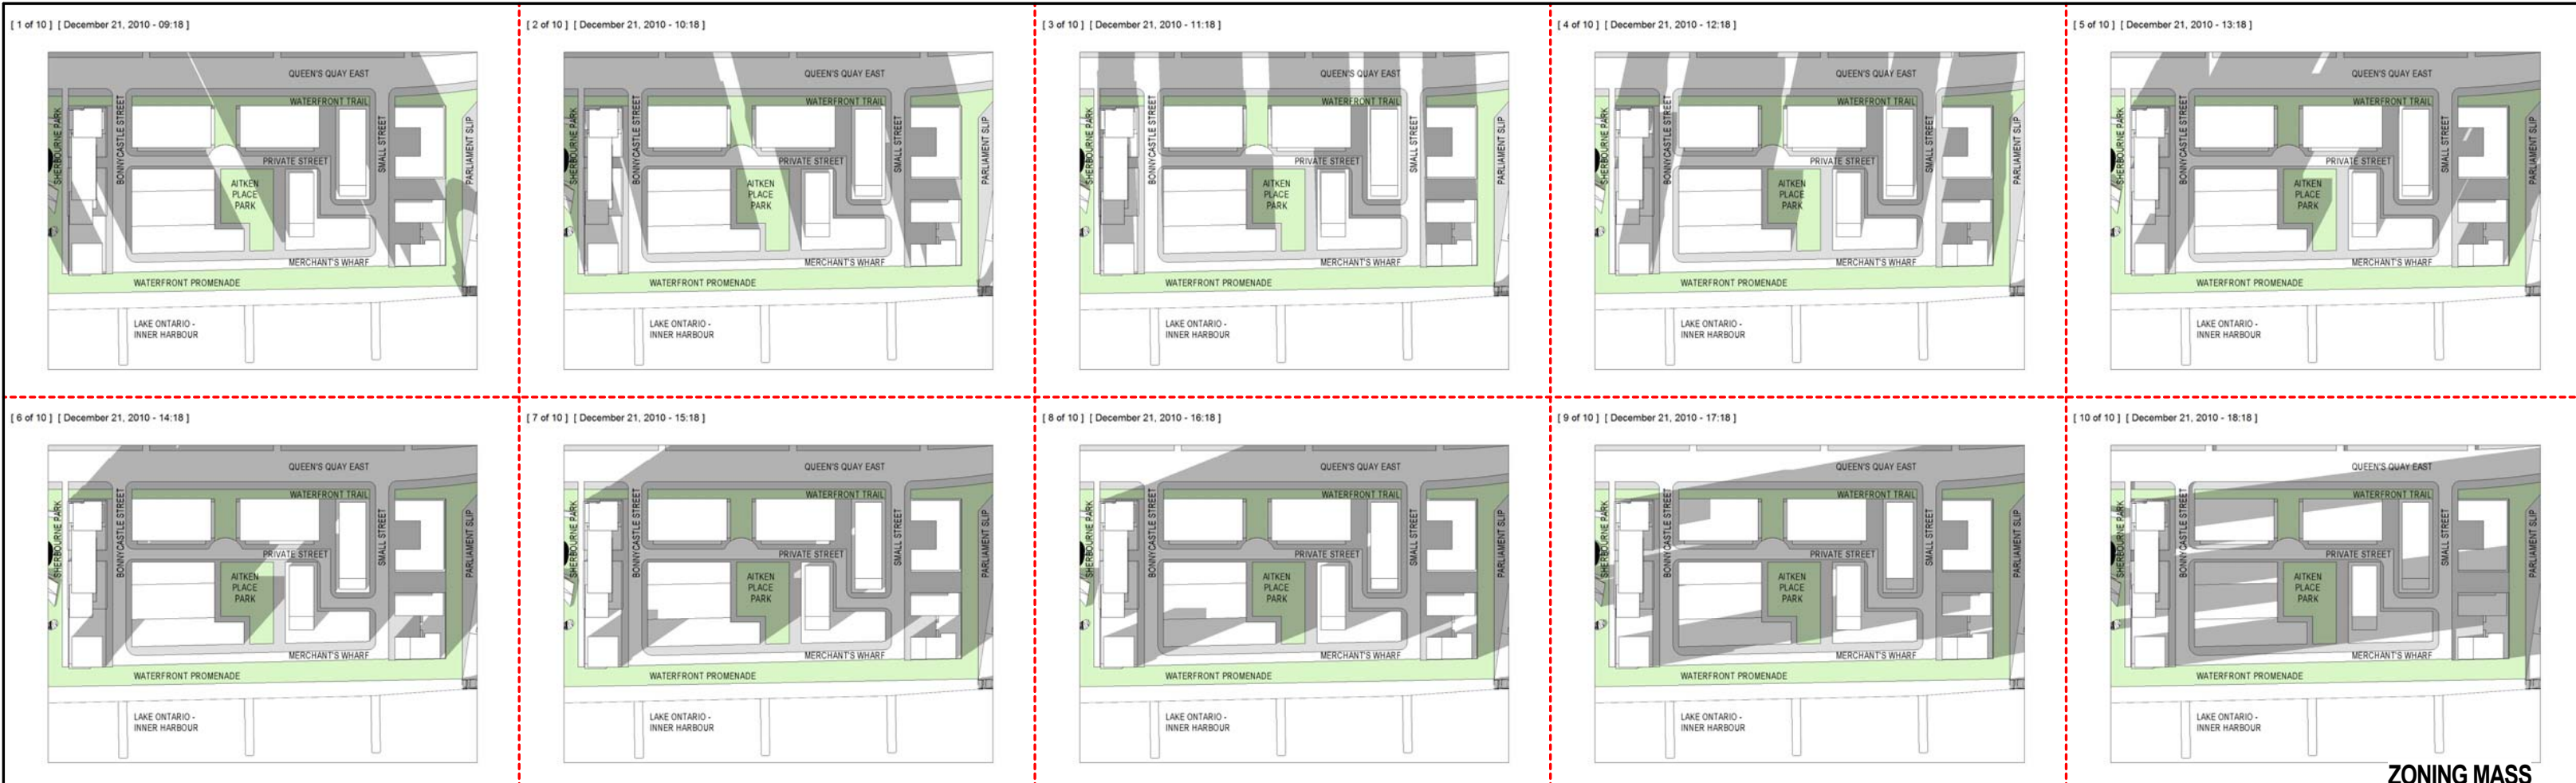 [ 1 of 10 ] [ December 21, 2010 - 09:18 ]
QUEEN'S QUAY EAST
WATERFRONT TRAIL
SHERBOURNE PARK
BONNYCASTLE STREET
SMALL STREET
PARLIAMENT SLIP
PRIVATE STREET
AITKEN
PLACE
PARK
MERCHANT'S WHARF
WATERFRONT PROMENADE
LAKE ONTARIO -
INNER HARBOUR
[ 2 of 10 ] [ December 21, 2010 - 10:18 ]
QUEEN'S QUAY EAST
WATERFRONT TRAIL
SHERBOURNE PARK
BONNYCASTLE STREET
SMALL STREET
PARLIAMENT SLIP
PRIVATE STREET
AITKEN
PLACE
PARK
MERCHANT'S WHARF
WATERFRONT PROMENADE
LAKE ONTARIO -
INNER HARBOUR
[ 3 of 10 ] [ December 21, 2010 - 11:18 ]
QUEEN'S QUAY EAST
WATERFRONT TRAIL
SHERBOURNE PARK
BONNYCASTLE STREET
SMALL STREET
PARLIAMENT SLIP
PRIVATE STREET
AITKEN
PLACE
PARK
MERCHANT'S WHARF
WATERFRONT PROMENADE
LAKE ONTARIO -
INNER HARBOUR
[ 4 of 10 ] [ December 21, 2010 - 12:18 ]
QUEEN'S QUAY EAST
WATERFRONT TRAIL
SHERBOURNE PARK
BONNYCASTLE STREET
SMALL STREET
PARLIAMENT SLIP
PRIVATE STREET
AITKEN
PLACE
PARK
MERCHANT'S WHARF
WATERFRONT PROMENADE
LAKE ONTARIO -
INNER HARBOUR
[ 5 of 10 ] [ December 21, 2010 - 13:18 ]
QUEEN'S QUAY EAST
WATERFRONT TRAIL
SHERBOURNE PARK
BONNYCASTLE STREET
SMALL STREET
PARLIAMENT SLIP
PRIVATE STREET
AITKEN
PLACE
PARK
MERCHANT'S WHARF
WATERFRONT PROMENADE
LAKE ONTARIO -
INNER HARBOUR
[ 6 of 10 ] [ December 21, 2010 - 14:18 ]
QUEEN'S QUAY EAST
WATERFRONT TRAIL
SHERBOURNE PARK
BONNYCASTLE STREET
SMALL STREET
PARLIAMENT SLIP
PRIVATE STREET
AITKEN
PLACE
PARK
MERCHANT'S WHARF
WATERFRONT PROMENADE
LAKE ONTARIO -
INNER HARBOUR
[ 7 of 10 ] [ December 21, 2010 - 15:18 ]
QUEEN'S QUAY EAST
WATERFRONT TRAIL
SHERBOURNE PARK
BONNYCASTLE STREET
SMALL STREET
PARLIAMENT SLIP
PRIVATE STREET
AITKEN
PLACE
PARK
MERCHANT'S WHARF
WATERFRONT PROMENADE
LAKE ONTARIO -
INNER HARBOUR
[ 8 of 10 ] [ December 21, 2010 - 16:18 ]
QUEEN'S QUAY EAST
WATERFRONT TRAIL
SHERBOURNE PARK
BONNYCASTLE STREET
SMALL STREET
PARLIAMENT SLIP
PRIVATE STREET
AITKEN
PLACE
PARK
MERCHANT'S WHARF
WATERFRONT PROMENADE
LAKE ONTARIO -
INNER HARBOUR
[ 9 of 10 ] [ December 21, 2010 - 17:18 ]
QUEEN'S QUAY EAST
WATERFRONT TRAIL
SHERBOURNE PARK
BONNYCASTLE STREET
SMALL STREET
PARLIAMENT SLIP
PRIVATE STREET
AITKEN
PLACE
PARK
MERCHANT'S WHARF
WATERFRONT PROMENADE
LAKE ONTARIO -
INNER HARBOUR
[ 10 of 10 ] [ December 21, 2010 - 18:18 ]
QUEEN'S QUAY EAST
WATERFRONT TRAIL
SHERBOURNE PARK
BONNYCASTLE STREET
SMALL STREET
PARLIAMENT SLIP
PRIVATE STREET
AITKEN
PLACE
PARK
MERCHANT'S WHARF
WATERFRONT PROMENADE
LAKE ONTARIO -
INNER HARBOUR
ZONING MASS